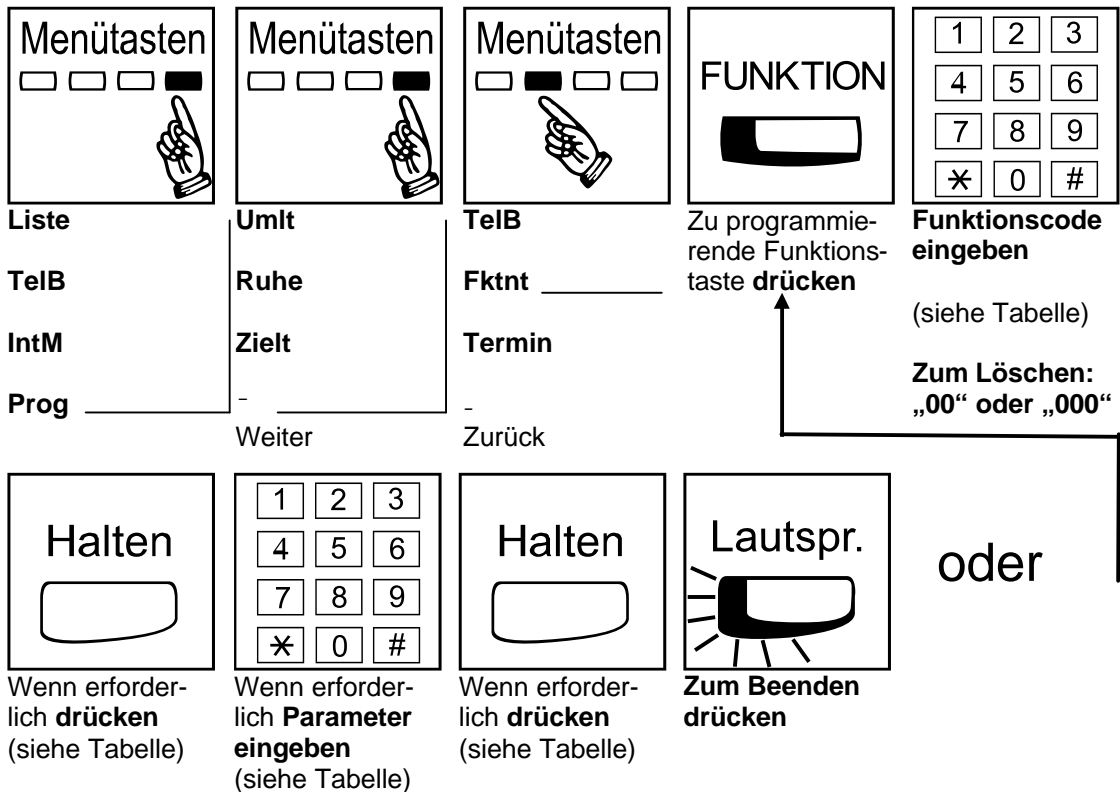 Menütasten
Menütasten
Menütasten
FUNKTION
1 2 3
4 5 6
7 8 9
* 0 #
Liste
TelB
IntM
Prog
Umlt
Ruhe
Zielt
-
Weiter
TelB
Fktnt
Termin
-
Zurück
Zu programmie-
rende Funktions-
taste drücken
Funktionscode
eingeben
(siehe Tabelle)
Zum Löschen:
„00“ oder „000“
Halten
1 2 3
4 5 6
7 8 9
* 0 #
Halten
Lautspr.
oder
Wenn erforder-
lich drücken
(siehe Tabelle)
Wenn erforder-
lich Parameter
eingeben
(siehe Tabelle)
Wenn erforder-
lich drücken
(siehe Tabelle)
Zum Beenden
drücken